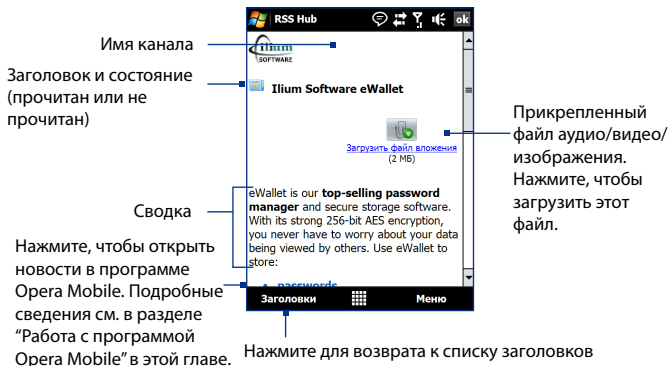 RSS Hub
ok
Ilium
SOFTWARE
Ilium Software eWallet
Загрузить файл вложения
(2 МБ)
eWallet is our top-selling password
manager and secure storage software.
With its strong 256-bit AES encryption,
you never have to worry about your data
being viewed by others. Use eWallet to
store:
• passwords
Заголовки
Меню
Имя канала
Заголовок и состояние
(прочитан или не
прочитан)
Сводка
Нажмите, чтобы открыть
новости в программе
Opera Mobile. Подробные
сведения см. в разделе
“Работа с программой
Opera Mobile” в этой главе.
Прикрепленный
файл аудио/видео/
изображения.
Нажмите, чтобы
загрузить этот
файл.
Нажмите для возврата к списку заголовков